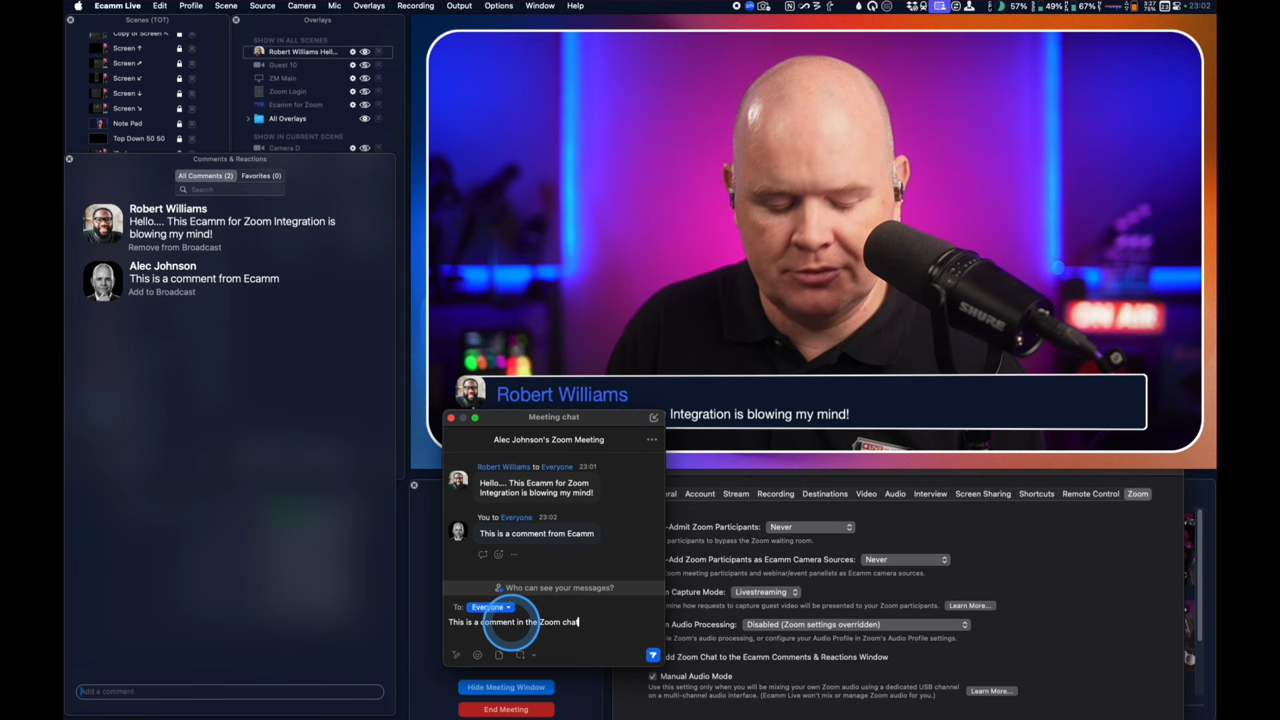 Ecamm Live Edit Profile Scene Source Camera Mic Overlays Recording Output Options Window Help
57% 49% 67% 23:02
Scenes (TOT)
Screen ↑
Screen ↗
Screen ↙
Screen ↓
Screen ↘
Note Pad
Top Down 50 50
Overlays
SHOW IN ALL SCENES
Robert Williams Hell...
Guest 10
ZM Main
Zoom Login
Ecamm for Zoom
All Overlays
SHOW IN CURRENT SCENE
Camera D
Comments & Reactions
All Comments (2) Favorites (0)
Search
Robert Williams
Hello.... This Ecamm for Zoom Integration is
blowing my mind!
Remove from Broadcast
Alec Johnson
This is a comment from Ecamm
Add to Broadcast
Add a comment
SHURE
ON AIR
Robert Williams
Integration is blowing my mind!
Meeting chat
Alec Johnson's Zoom Meeting
Robert Williams to Everyone 23:01
Hello.... This Ecamm for Zoom
Integration is blowing my mind!
You to Everyone 23:02
This is a comment from Ecamm
Who can see your messages?
To: Everyone
This is a comment in the Zoom chat
Hide Meeting Window
End Meeting
Account Stream Recording Destinations Video Audio Interview Screen Sharing Shortcuts Remote Control Zoom
-Admit Zoom Participants: Never
participants to bypass the Zoom waiting room.
-Add Zoom Participants as Ecamm Camera Sources: Never
meeting participants and webinar/event panelists as Ecamm camera sources.
Capture Mode: Livestreaming
mine how requests to capture guest video will be presented to your Zoom participants. Learn More...
Audio Processing: Disabled (Zoom settings overridden)
Zoom's audio processing, or configure your Audio Profile in Zoom's Audio Profile settings.
Zoom Chat to the Ecamm Comments & Reactions Window
Manual Audio Mode
Use this setting only when you will be mixing your own Zoom audio using a dedicated USB channel
on a multi-channel audio interface. (Ecamm Live won't mix or manage Zoom audio for you.) Learn More...